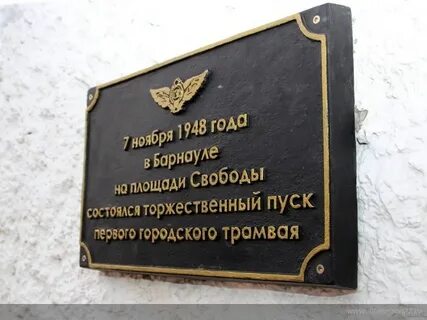 7 ноября 1948 года
в Барнауле
на площади Свободы
состоялся торжественный пуск
первого городского трамвая